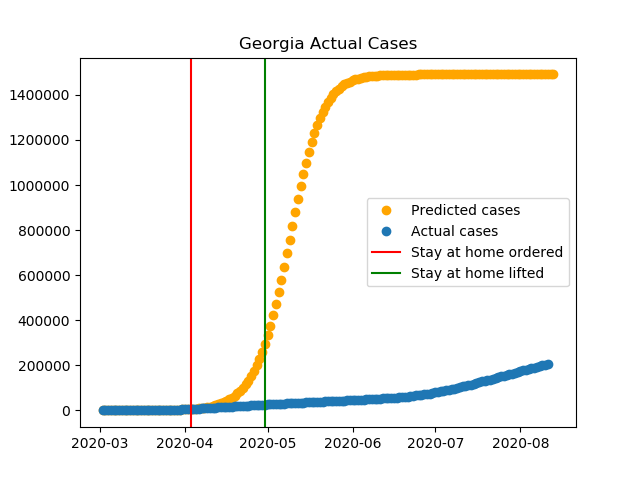 Georgia Actual Cases
1400000
1200000
1000000
800000
600000
400000
200000
0
Predicted cases
Actual cases
Stay at home ordered
Stay at home lifted
2020-03 2020-04 2020-05 2020-06 2020-07 2020-08